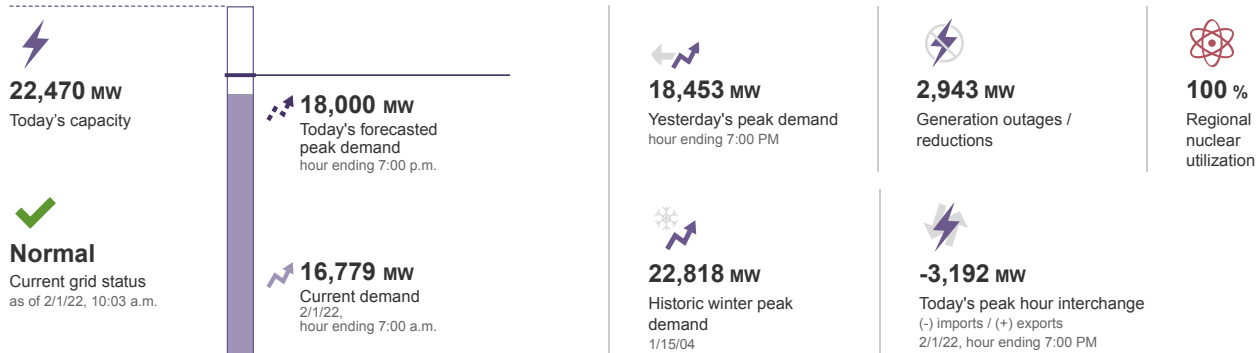 22,470 MW
Today's capacity
Normal
Current grid status
as of 2/1/22, 10:03 a.m.
18,000 MW
Today's forecasted
peak demand
hour ending 7:00 p.m.
16,779 MW
Current demand
2/1/22,
hour ending 7:00 a.m.
18,453 MW
Yesterday's peak demand
hour ending 7:00 PM
2,943 MW
Generation outages /
reductions
100 %
Regional
nuclear
utilization
22,818 MW
Historic winter peak
demand
1/15/04
-3,192 MW
Today's peak hour interchange
(-) imports / (+) exports
2/1/22, hour ending 7:00 PM